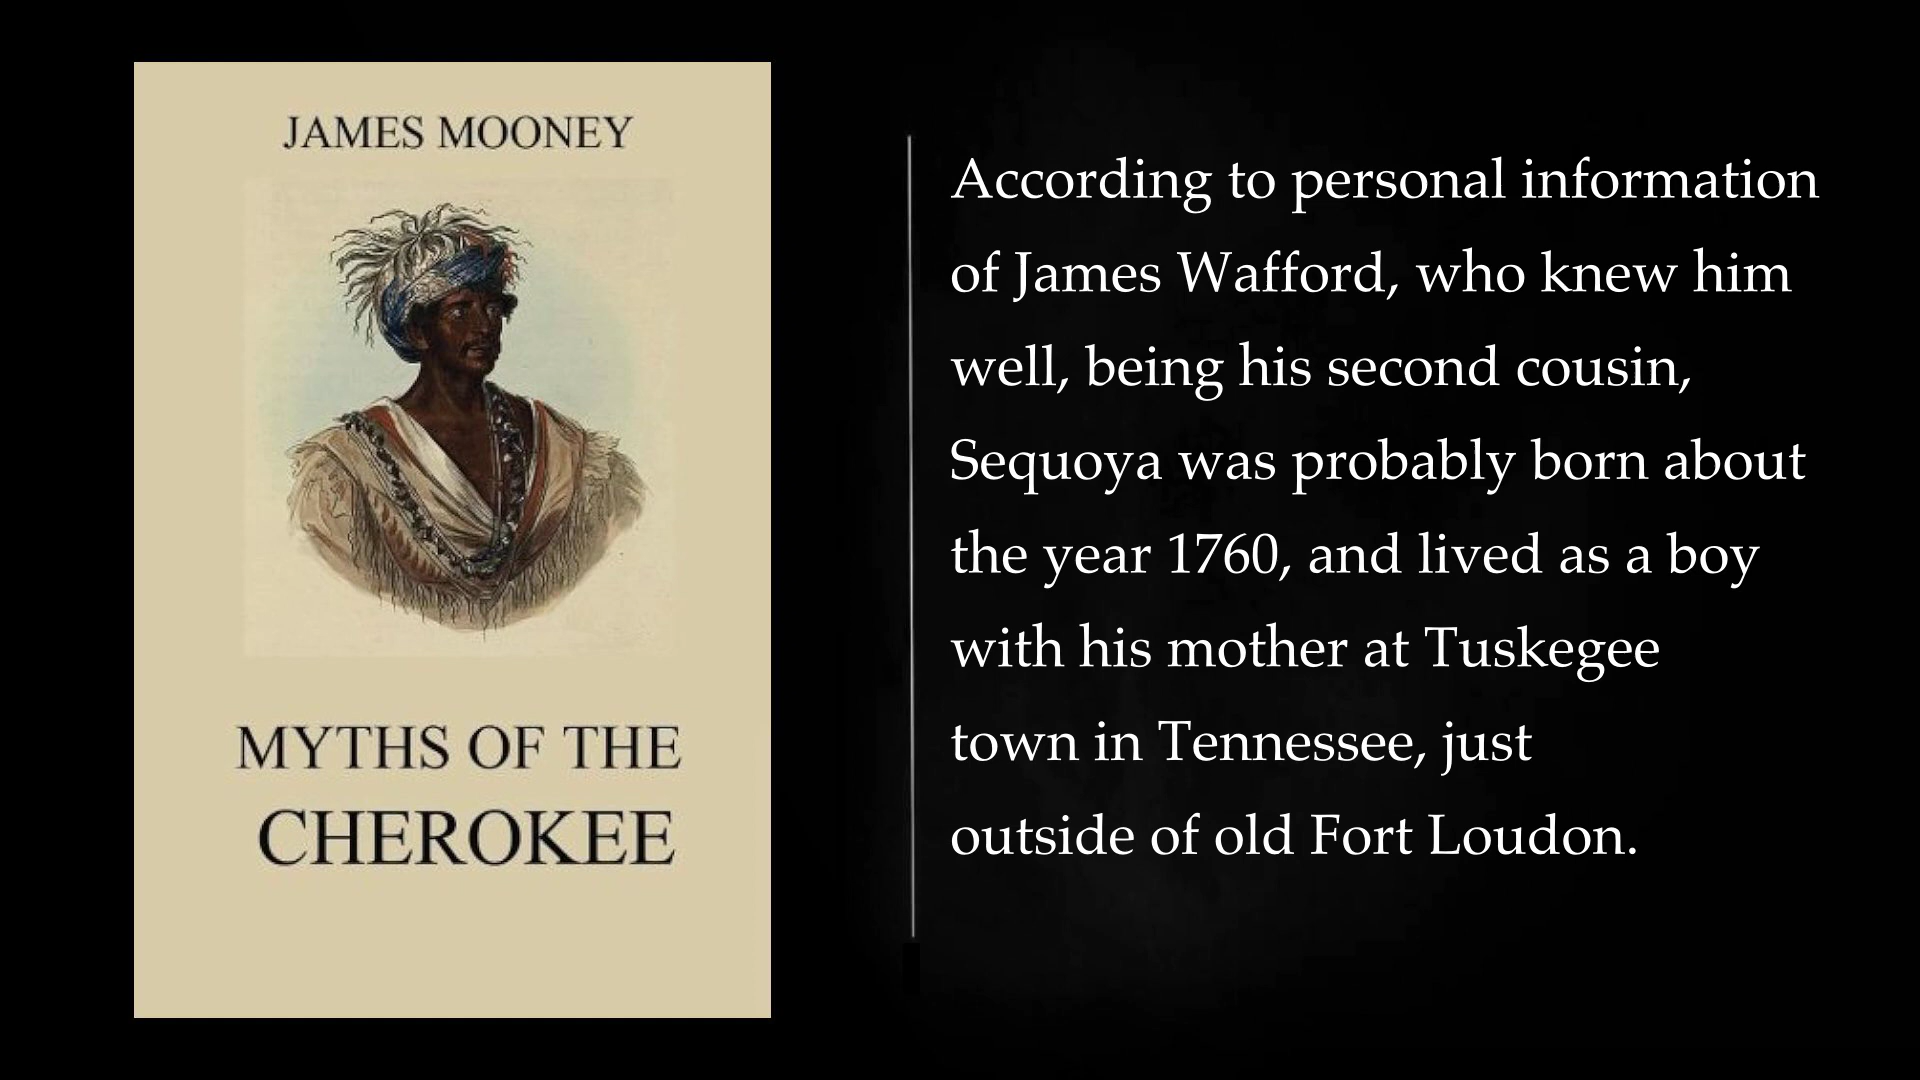 JAMES MOONEY
MYTHS OF THE
CHEROKEE
According to personal information
of James Wafford, who knew him
well, being his second cousin,
Sequoya was probably born about
the year 1760, and lived as a boy
with his mother at Tuskegee
town in Tennessee, just
outside of old Fort Loudon.